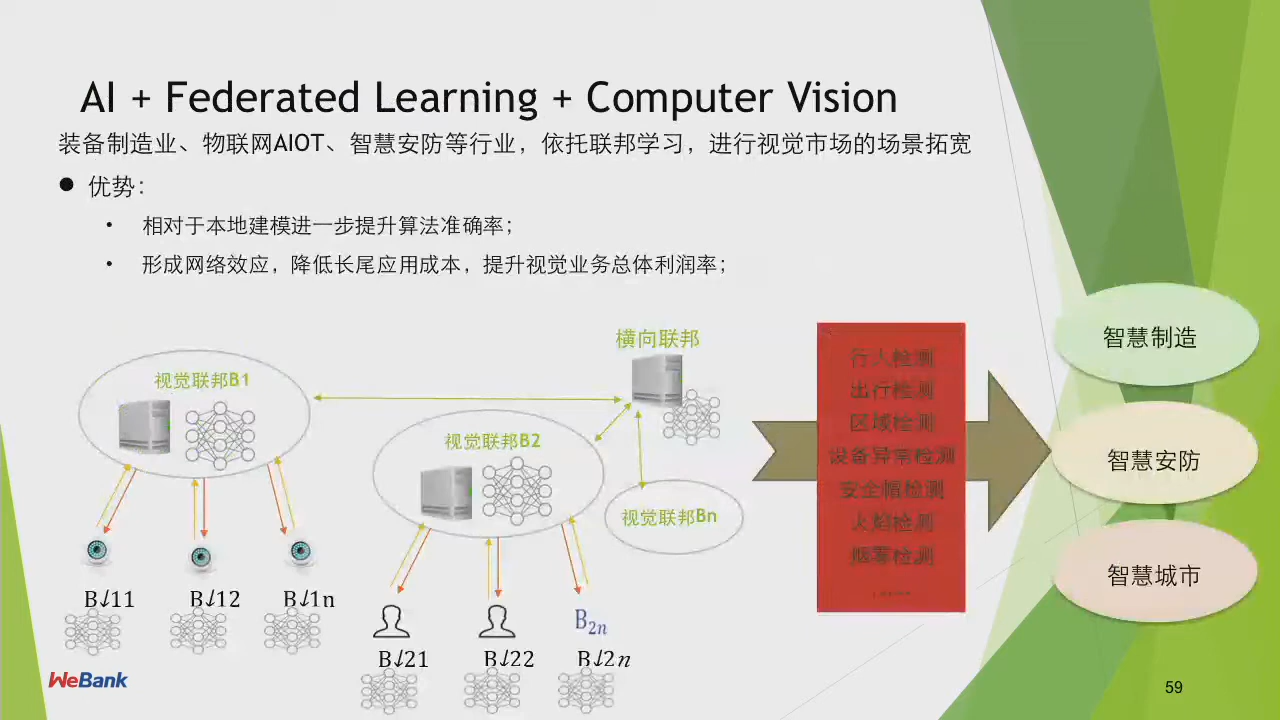 AI + Federated Learning + Computer Vision
装备制造业、物联网AIOT、智慧安防等行业，依托联邦学习，进行视觉市场的场景拓宽
● 优势：
• 相对于本地建模进一步提升算法准确率；
• 形成网络效应，降低长尾应用成本，提升视觉业务总体利润率；
横向联邦
视觉联邦B1
视觉联邦B2
视觉联邦Bn
B↓11
B↓12
B↓1n
B2n
B↓21
B↓22
B↓2n
行人检测
出行检测
区域检测
设备异常检测
安全帽检测
火焰检测
烟雾检测
智慧制造
智慧安防
智慧城市
WeBank
59